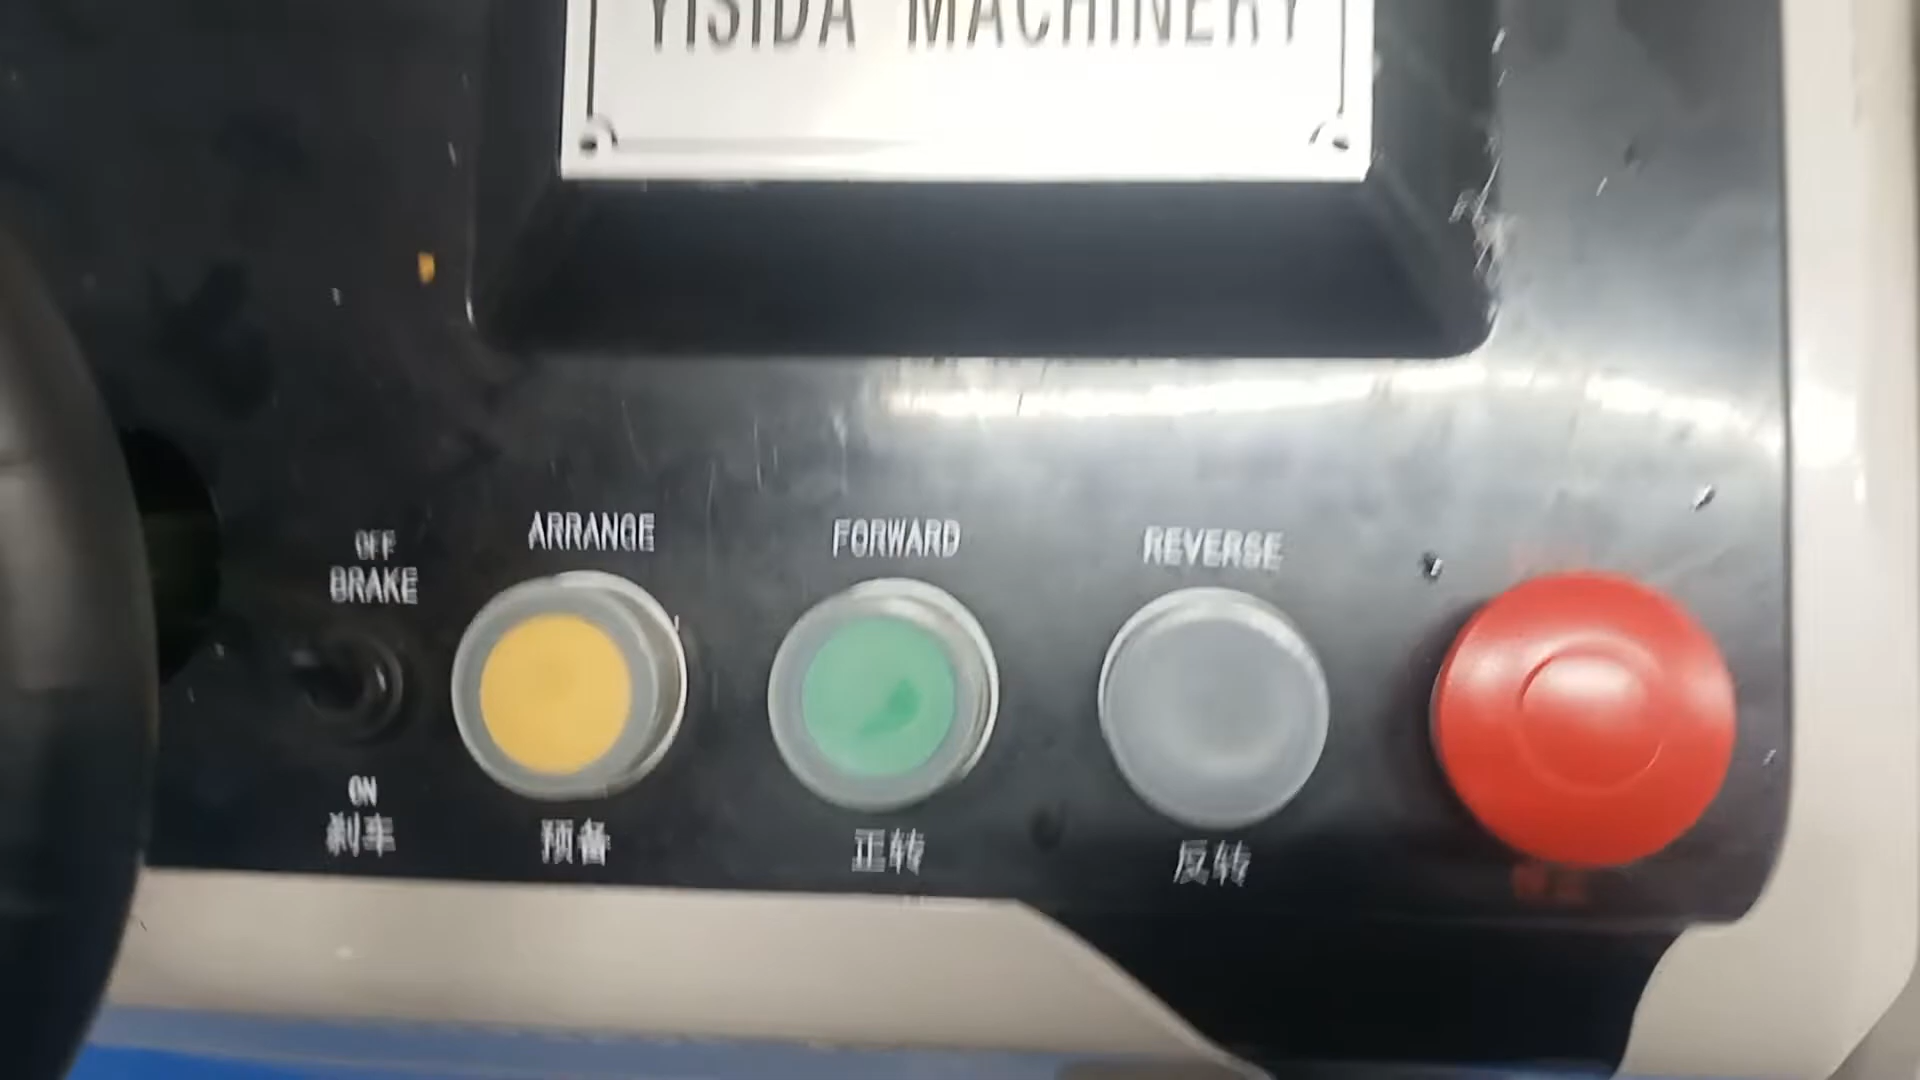 YISIDA MACHINERY
OFF
BRAKE
ARRANGE
FORWARD
REVERSE
ON
刹车
预备
正转
反转